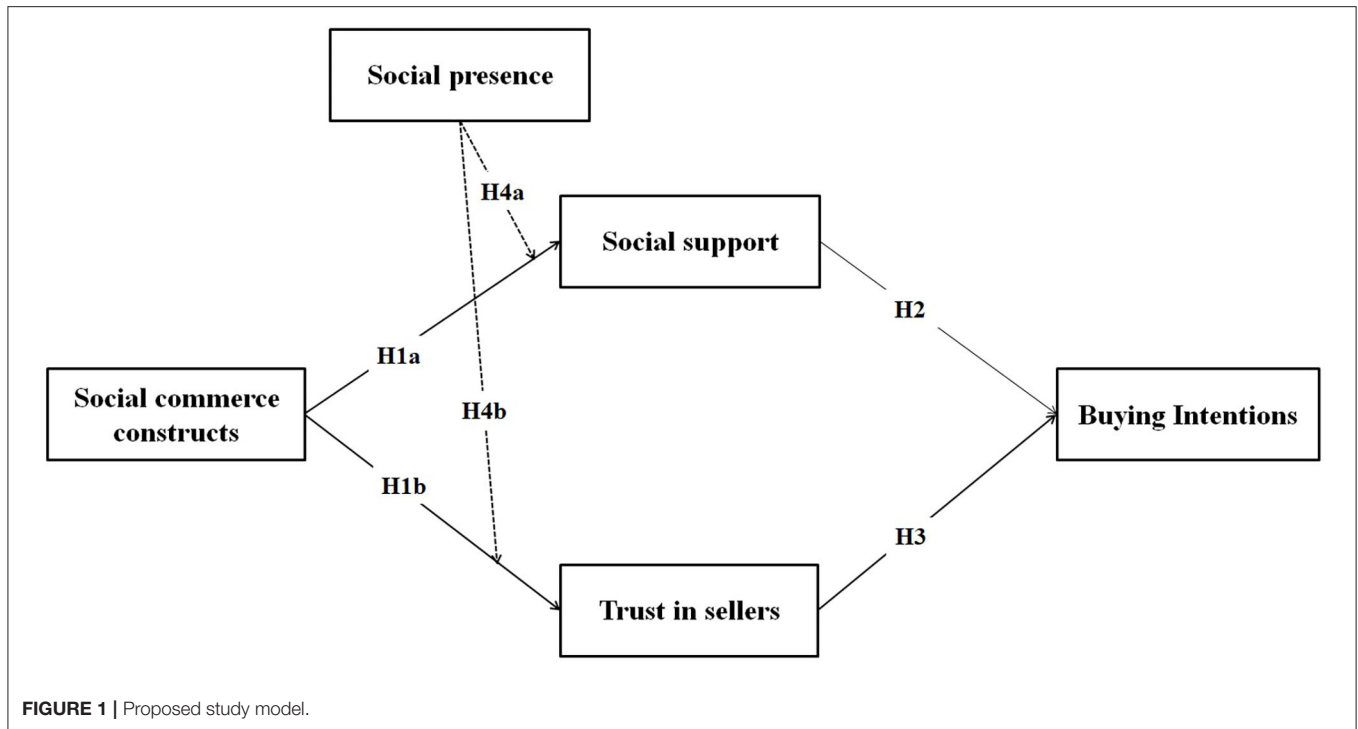 Social presence
H4a
Social support
H2
H1a
Social commerce
constructs
H4b
Buying Intentions
H1b
H3
Trust in sellers
FIGURE 1 | Proposed study model.